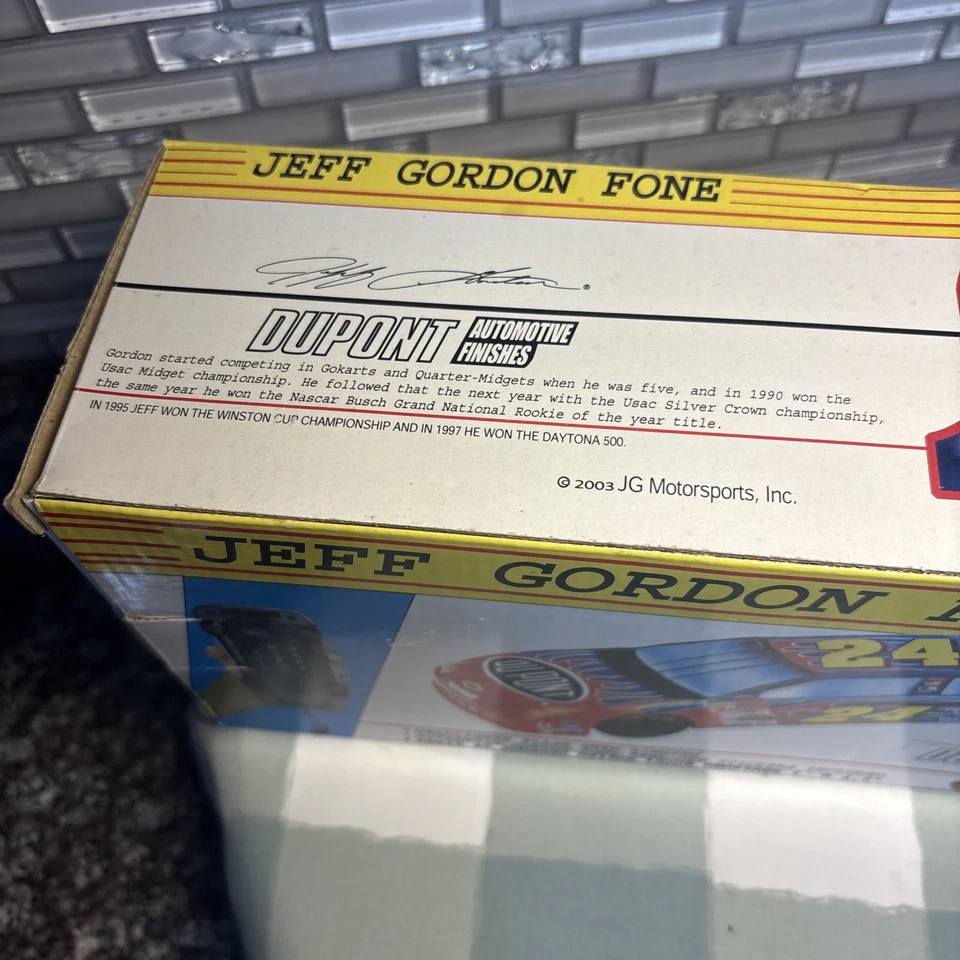 JEFF GORDON FONE
Jeff Gordon ®
DUPONT AUTOMOTIVE
FINISHES
Gordon started competing in Gokarts and Quarter-Midgets when he was five, and in 1990 won the
Usac Midget championship. He followed that the next year with the Usac Silver Crown championship,
the same year he won the Nascar Busch Grand National Rookie of the year title.
IN 1995 JEFF WON THE WINSTON CUP CHAMPIONSHIP AND IN 1997 HE WON THE DAYTONA 500.
© 2003 JG Motorsports, Inc.
JEFF GORDON
24
DUPONT
24